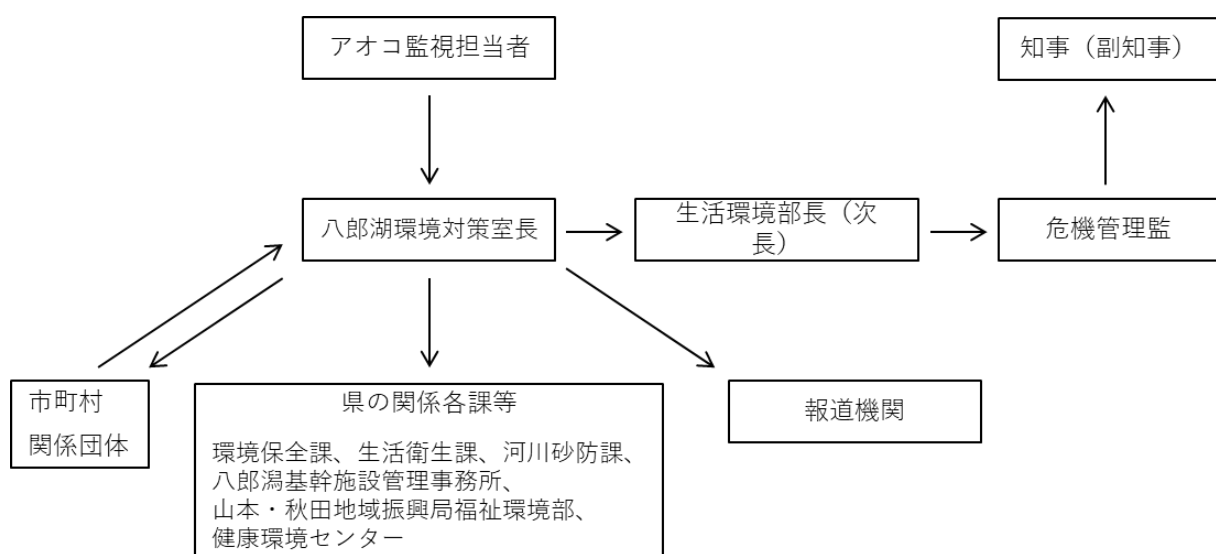 アオコ監視担当者
知事（副知事）
八郎湖環境対策室長
生活環境部長（次
長）
危機管理監
市町村
関係団体
県の関係各課等
環境保全課、生活衛生課、河川砂防課、
八郎潟基幹施設管理事務所、
山本・秋田地域振興局福祉環境部、
健康環境センター
報道機関